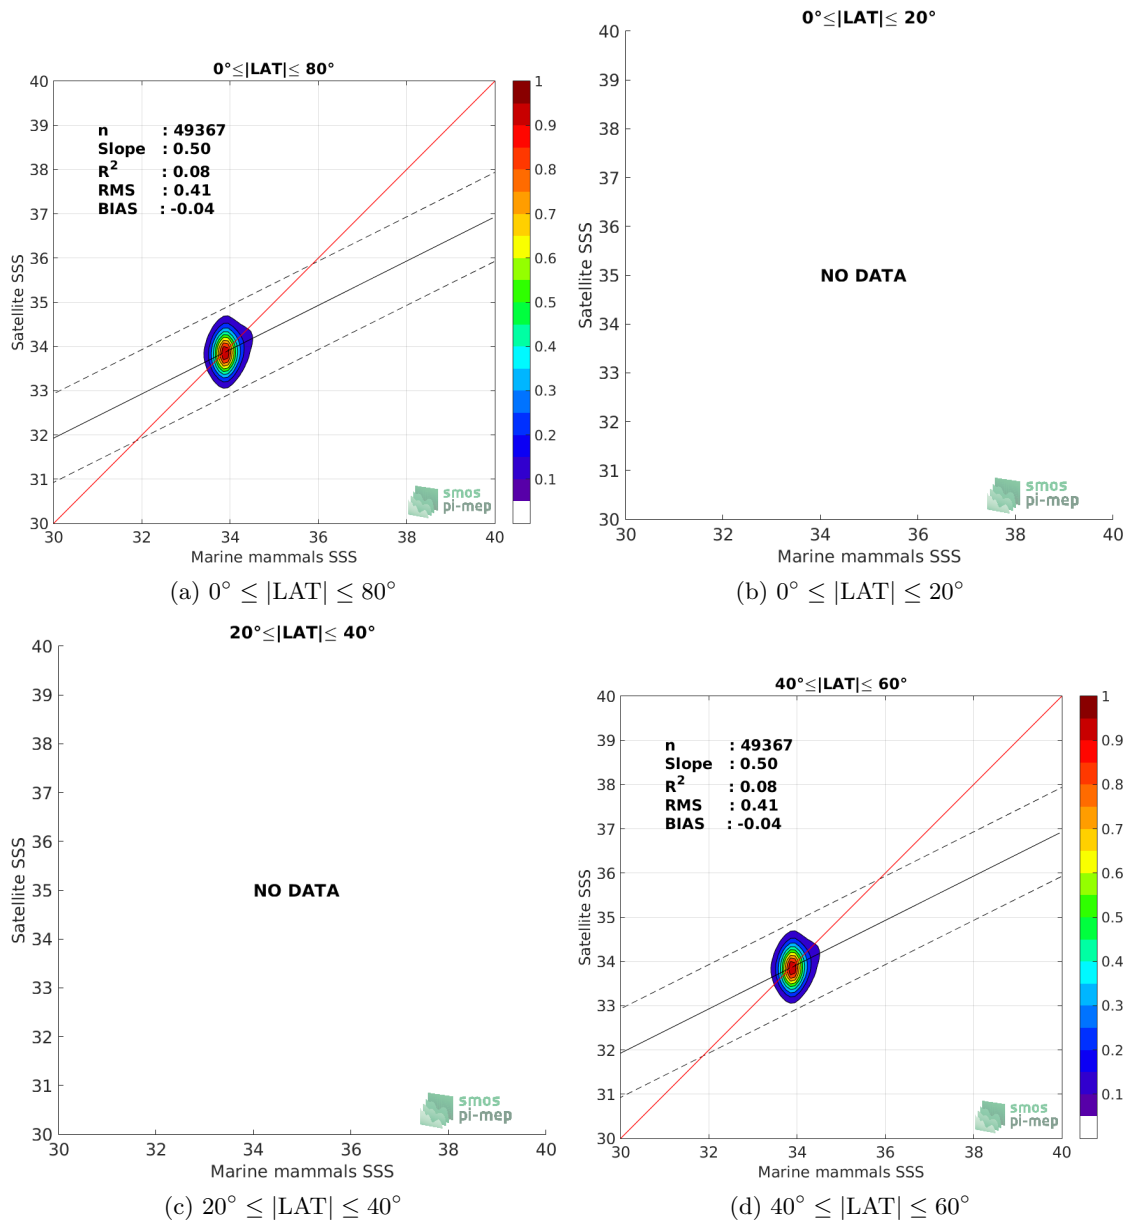 0°≤|LAT|≤ 80°
40
39
38
37
36
35
34
33
32
31
30
Satellite SSS
n : 49367
Slope : 0.50
R² : 0.08
RMS : 0.41
BIAS : -0.04
smos
pi-mep
30 32 34 36 38 40
Marine mammals SSS
1
0.9
0.8
0.7
0.6
0.5
0.4
0.3
0.2
0.1
(a) 0° ≤ |LAT| ≤ 80°
0°≤|LAT|≤ 20°
40
39
38
37
36
35
34
33
32
31
30
Satellite SSS
NO DATA
smos
pi-mep
30 32 34 36 38 40
Marine mammals SSS
(b) 0° ≤ |LAT| ≤ 20°
20°≤|LAT|≤ 40°
40
39
38
37
36
35
34
33
32
31
30
Satellite SSS
NO DATA
smos
pi-mep
30 32 34 36 38 40
Marine mammals SSS
(c) 20° ≤ |LAT| ≤ 40°
40°≤|LAT|≤ 60°
40
39
38
37
36
35
34
33
32
31
30
Satellite SSS
n : 49367
Slope : 0.50
R² : 0.08
RMS : 0.41
BIAS : -0.04
smos
pi-mep
30 32 34 36 38 40
Marine mammals SSS
1
0.9
0.8
0.7
0.6
0.5
0.4
0.3
0.2
0.1
(d) 40° ≤ |LAT| ≤ 60°